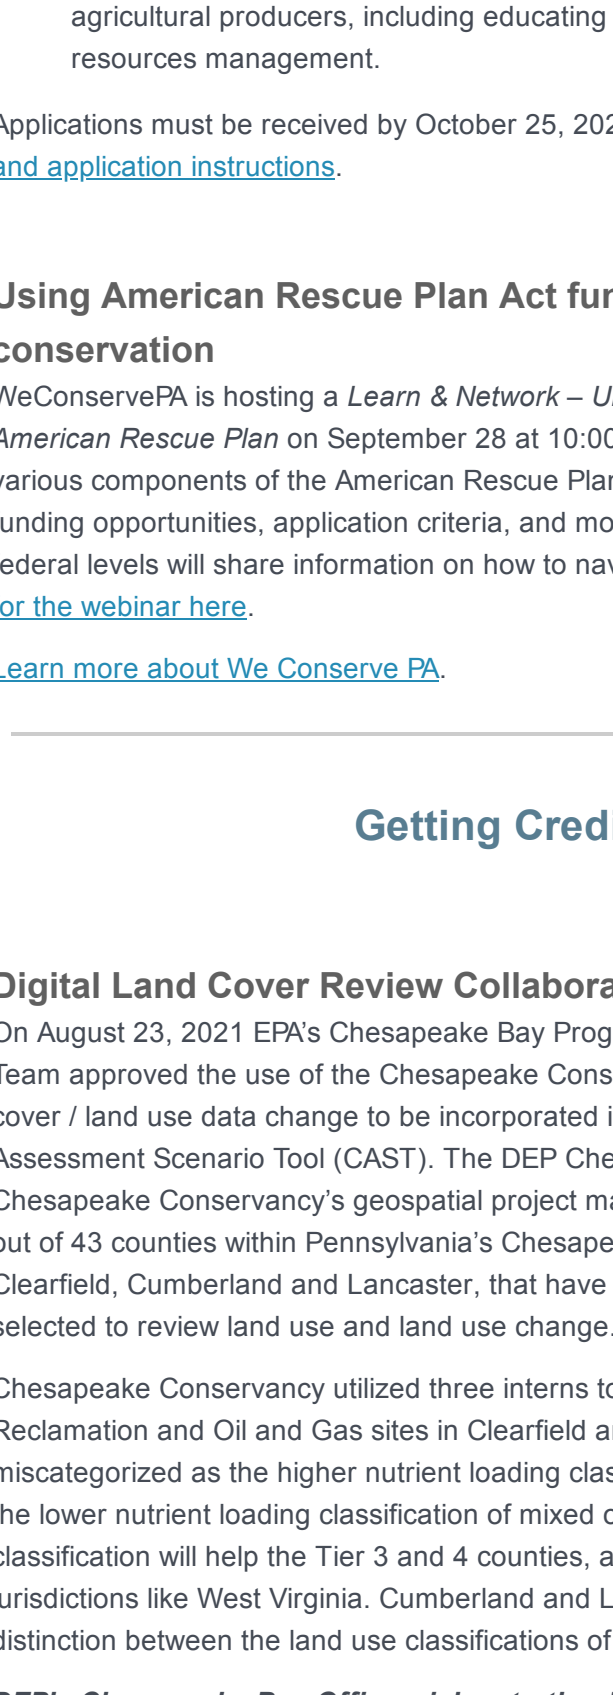 agricultural producers, including educating
resources management.
Applications must be received by October 25, 202
and application instructions.
Using American Rescue Plan Act fun
conservation
WeConservePA is hosting a Learn & Network – U
American Rescue Plan on September 28 at 10:00
various components of the American Rescue Plan
funding opportunities, application criteria, and mo
federal levels will share information on how to nav
for the webinar here.
Learn more about We Conserve PA.
Getting Credi
Digital Land Cover Review Collabora
On August 23, 2021 EPA’s Chesapeake Bay Prog
Team approved the use of the Chesapeake Cons
cover / land use data change to be incorporated i
Assessment Scenario Tool (CAST). The DEP Che
Chesapeake Conservancy’s geospatial project ma
out of 43 counties within Pennsylvania’s Chesape
Clearfield, Cumberland and Lancaster, that have
selected to review land use and land use change.
Chesapeake Conservancy utilized three interns to
Reclamation and Oil and Gas sites in Clearfield a
miscategorized as the higher nutrient loading clas
the lower nutrient loading classification of mixed o
classification will help the Tier 3 and 4 counties, a
jurisdictions like West Virginia. Cumberland and L
distinction between the land use classifications of